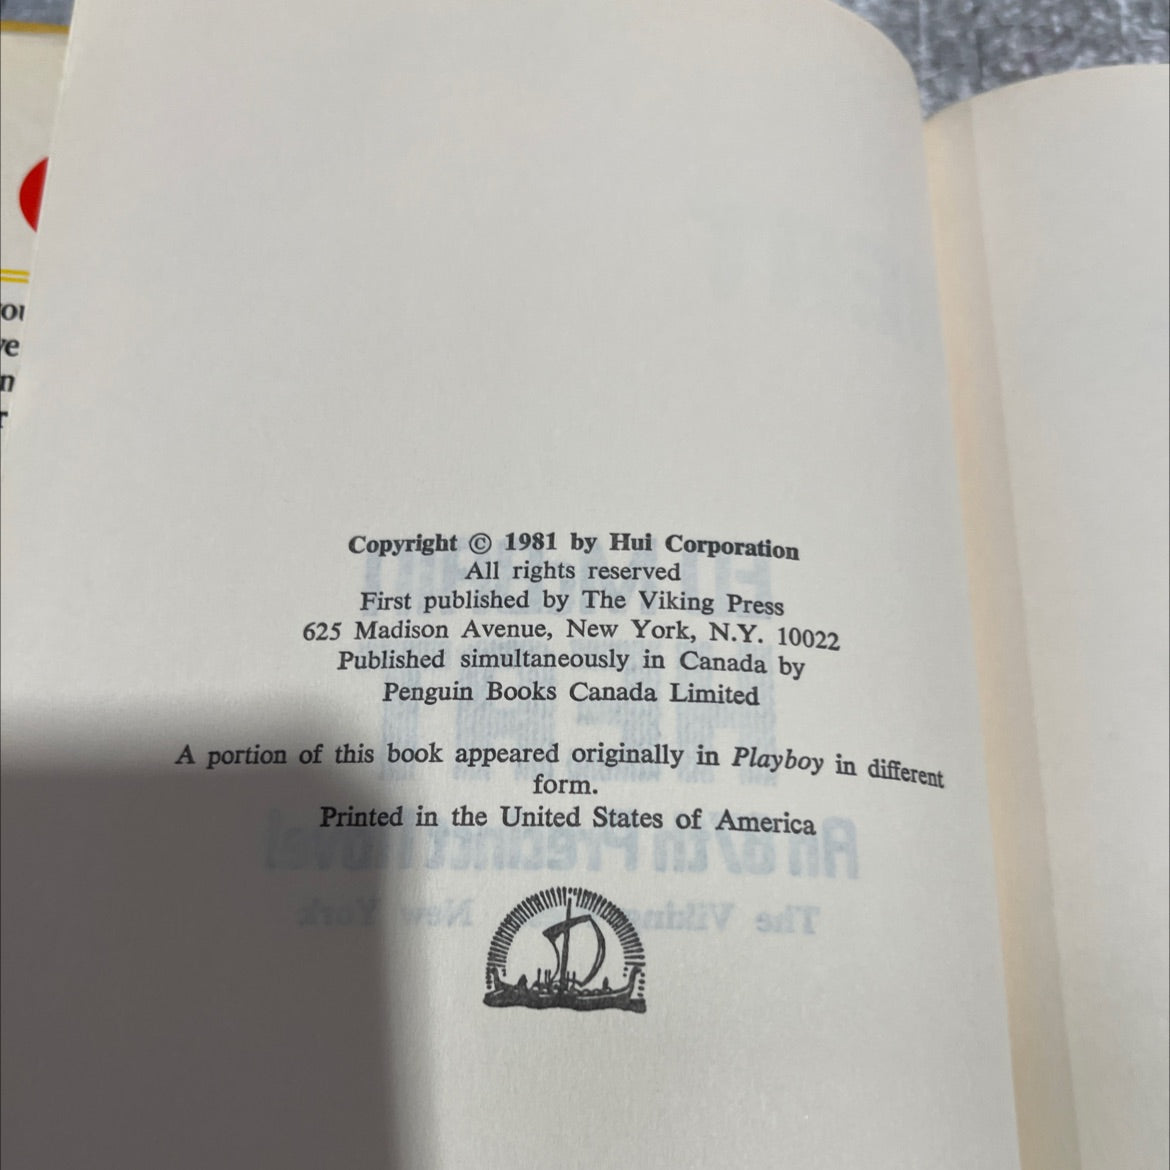 Copyright © 1981 by Hui Corporation
All rights reserved
First published by The Viking Press
625 Madison Avenue, New York, N.Y. 10022
Published simultaneously in Canada by
Penguin Books Canada Limited
A portion of this book appeared originally in Playboy in different
form.
Printed in the United States of America